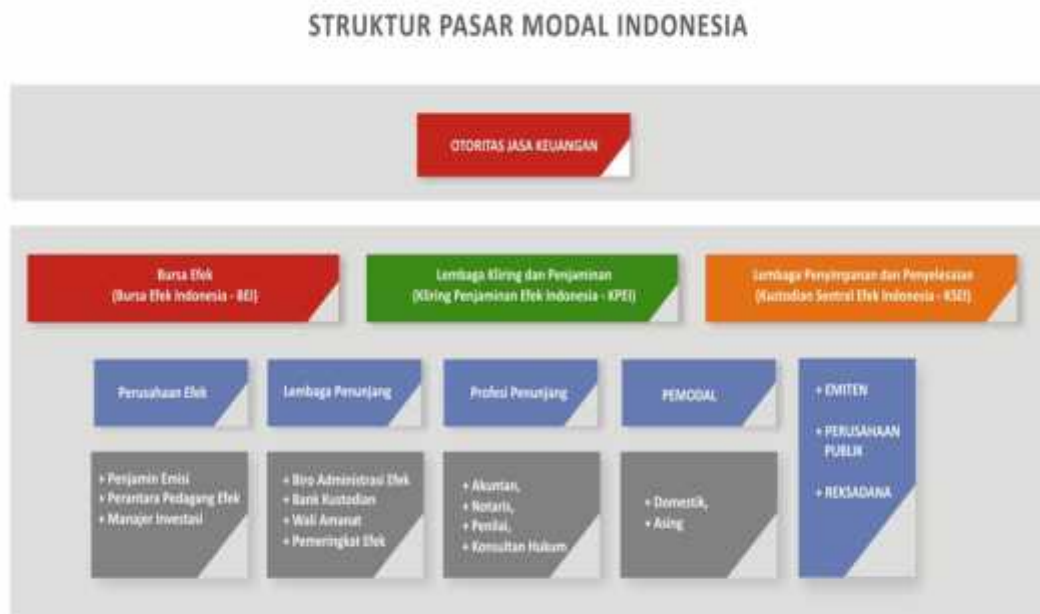 STRUKTUR PASAR MODAL INDONESIA
OTORITAS JASA KEUANGAN
Bursa Efek
(Bursa Efek Indonesia - BEI)
Lembaga Kliring dan Penjaminan
(Kliring Penjaminan Efek Indonesia - KPEI)
Lembaga Penyimpanan dan Penyelesaian
(Kustodian Sentral Efek Indonesia - KSEI)
Perusahaan Efek
+ Penjamin Emisi
+ Perantara Pedagang Efek
+ Manajer Investasi
Lembaga Penunjang
+ Biro Administrasi Efek
+ Bank Kustodian
+ Wali Amanat
+ Pemeringkat Efek
Profesi Penunjang
+ Akuntan,
+ Notaris,
+ Penilai,
+ Konsultan Hukum
PEMODAL
+ Domestik,
+ Asing
+ EMITEN
+ PERUSAHAAN
PUBLIK
+ REKSADANA